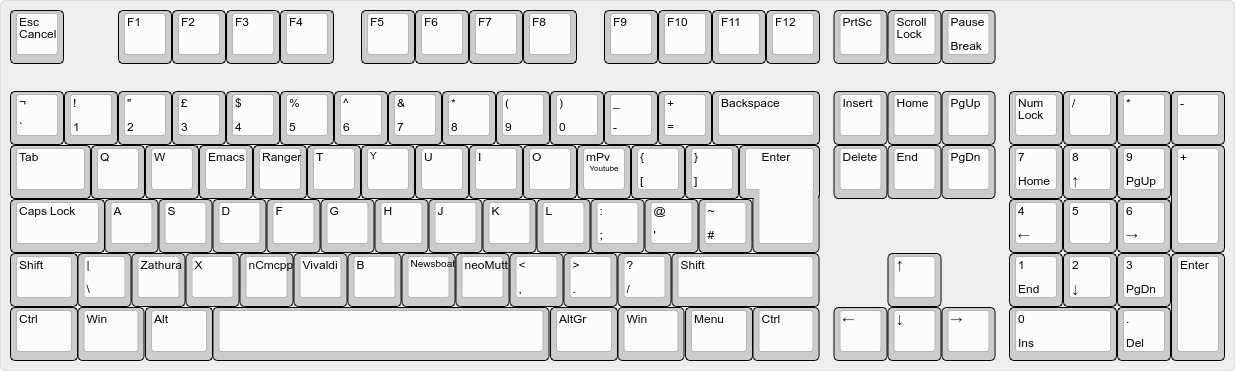 Esc
Cancel
F1 F2 F3 F4 F5 F6 F7 F8 F9 F10 F11 F12 PrtSc Scroll
Lock Pause
Break
¬ ! " £ $ % ^ & * ( ) _ + Backspace Insert Home PgUp Num
Lock / * -
` 1 2 3 4 5 6 7 8 9 0 - =
Tab Q W Emacs Ranger T Y U I O mPv { } Enter Delete End PgDn 7 8 9 +
Youtube
[ ] Home ↑ PgUp
Caps Lock A S D F G H J K L : @ ~ 4 5 6
; ' # ← →
Shift | Zathura X nCmcpp Vivaldi B Newsboat neoMutt < > ? Shift ↑ 1 2 3 Enter
\ , . / End ↓ PgDn
Ctrl Win Alt AltGr Win Menu Ctrl ← ↓ → 0 .
Ins Del